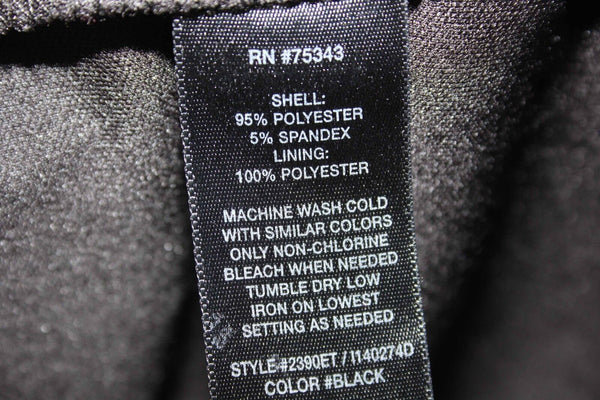 RN #75343
SHELL:
95% POLYESTER
5% SPANDEX
LINING:
100% POLYESTER
MACHINE WASH COLD
WITH SIMILAR COLORS
ONLY NON-CHLORINE
BLEACH WHEN NEEDED
TUMBLE DRY LOW
IRON ON LOWEST
SETTING AS NEEDED
STYLE #2390ET / I140274D
COLOR #BLACK